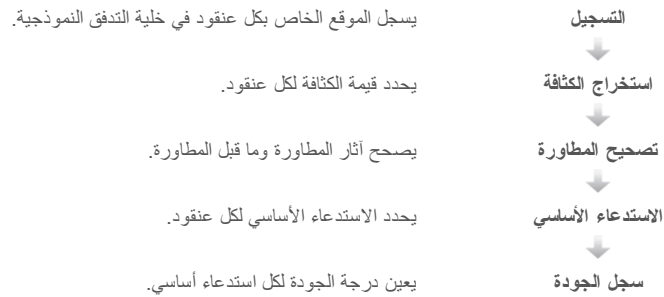 التسجيل يسجل الموقع الخاص بكل عنقود في خلية التدفق النموذجية.
استخراج الكثافة يحدد قيمة الكثافة لكل عنقود.
تصحيح المطاورة يصحح آثار المطاورة وما قبل المطاورة.
الاستدعاء الأساسي يحدد الاستدعاء الأساسي لكل عنقود.
سجل الجودة يعين درجة الجودة لكل استدعاء أساسي.